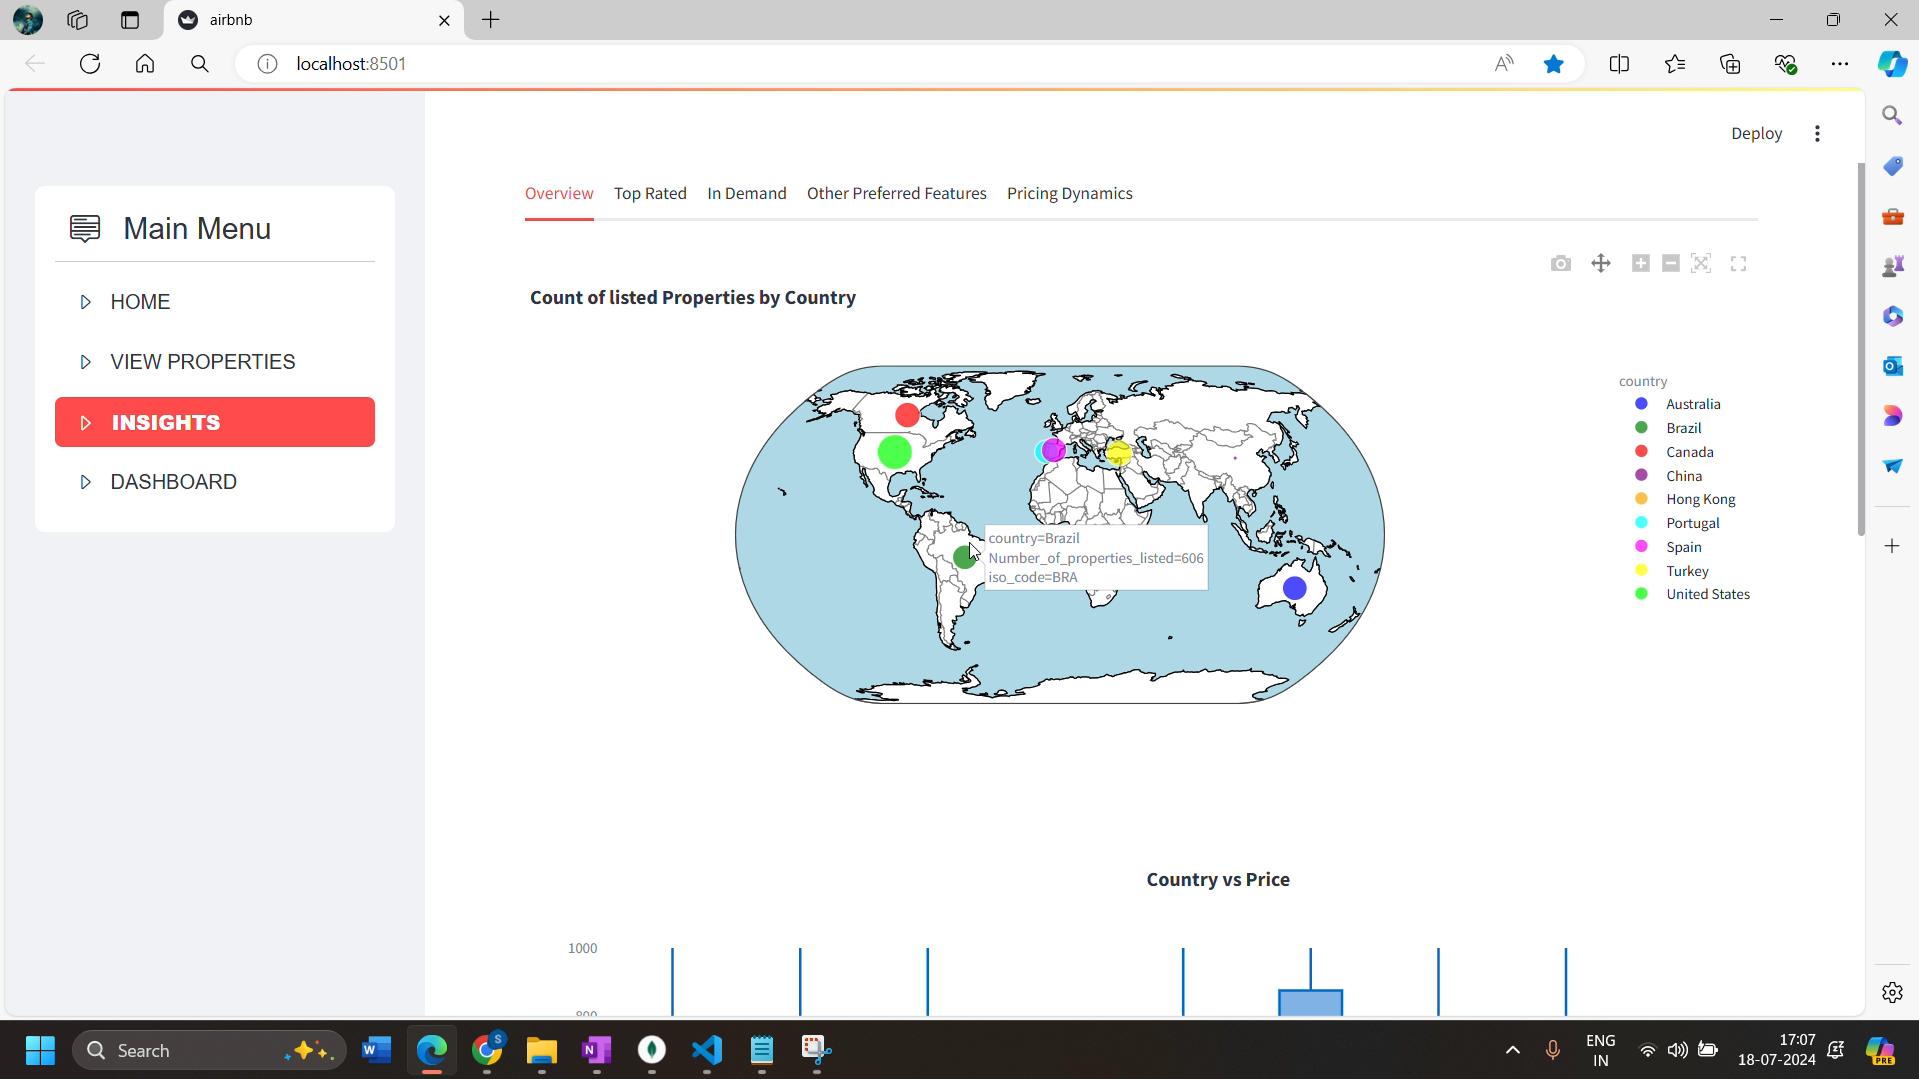 airbnb
localhost:8501
Deploy
Main Menu
HOME
VIEW PROPERTIES
INSIGHTS
DASHBOARD
Overview Top Rated In Demand Other Preferred Features Pricing Dynamics
Count of listed Properties by Country
country=Brazil
Number_of_properties_listed=606
iso_code=BRA
country
Australia
Brazil
Canada
China
Hong Kong
Portugal
Spain
Turkey
United States
Country vs Price
1000
800
Search
ENG
IN
17:07
18-07-2024
PRE